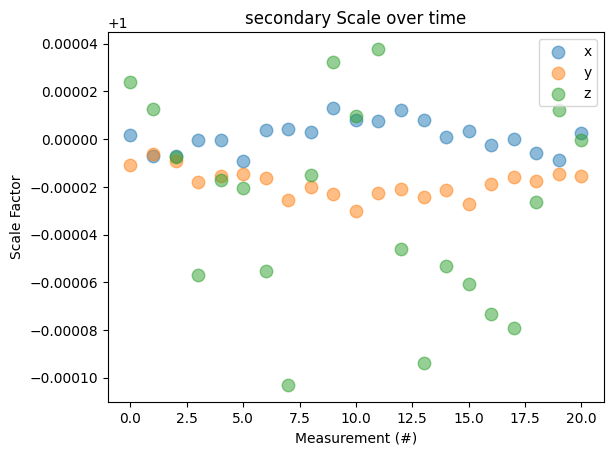 secondary Scale over time
+1
x
y
z
0.00004
0.00002
0.00000
−0.00002
−0.00004
−0.00006
−0.00008
−0.00010
Scale Factor
0.0 2.5 5.0 7.5 10.0 12.5 15.0 17.5 20.0
Measurement (#)